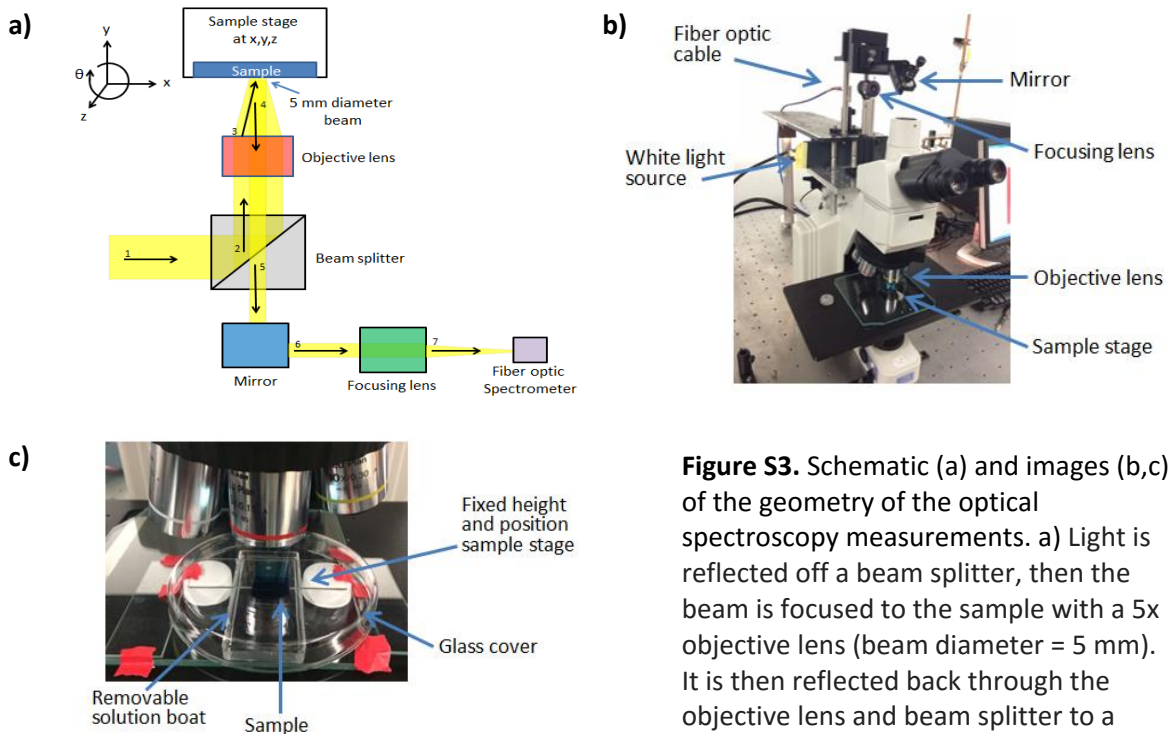 a)
y
θ
x
z
Sample stage
at x,y,z
Sample
3
4
5 mm diameter
beam
Objective lens
1
2
5
Beam splitter
6
7
Mirror
Focusing lens
Fiber optic
Spectrometer
b)
Fiber optic
cable
Mirror
White light
source
Focusing lens
Objective lens
Sample stage
c)
Fixed height
and position
sample stage
Glass cover
Removable
solution boat
Sample
Figure S3. Schematic (a) and images (b,c)
of the geometry of the optical
spectroscopy measurements. a) Light is
reflected off a beam splitter, then the
beam is focused to the sample with a 5x
objective lens (beam diameter = 5 mm).
It is then reflected back through the
objective lens and beam splitter to a